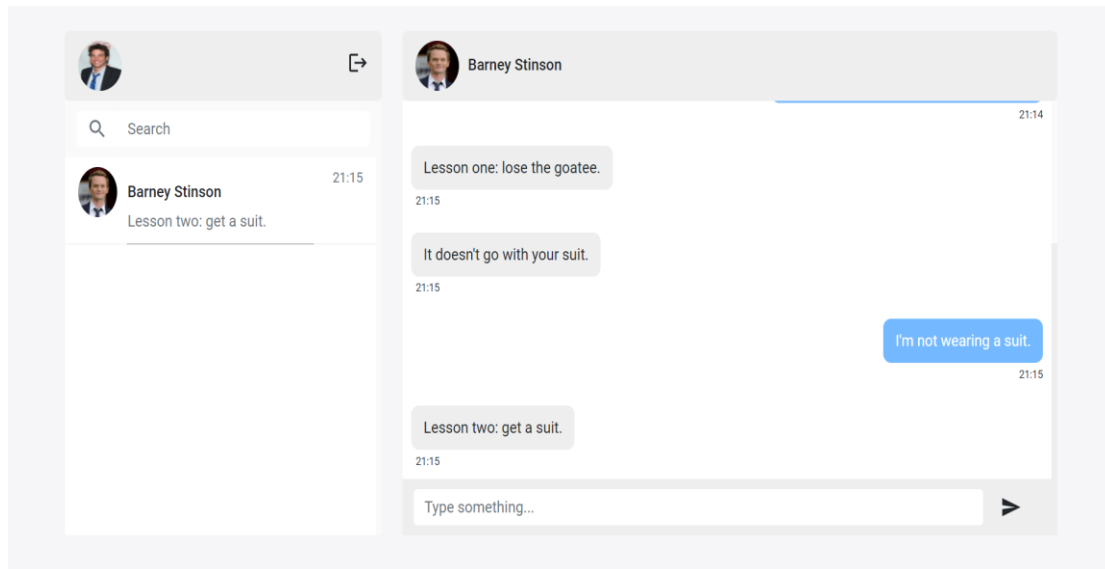 Search
Barney Stinson
21:15
Lesson two: get a suit.
Barney Stinson
21:14
Lesson one: lose the goatee.
21:15
It doesn't go with your suit.
21:15
I'm not wearing a suit.
21:15
Lesson two: get a suit.
21:15
Type something...